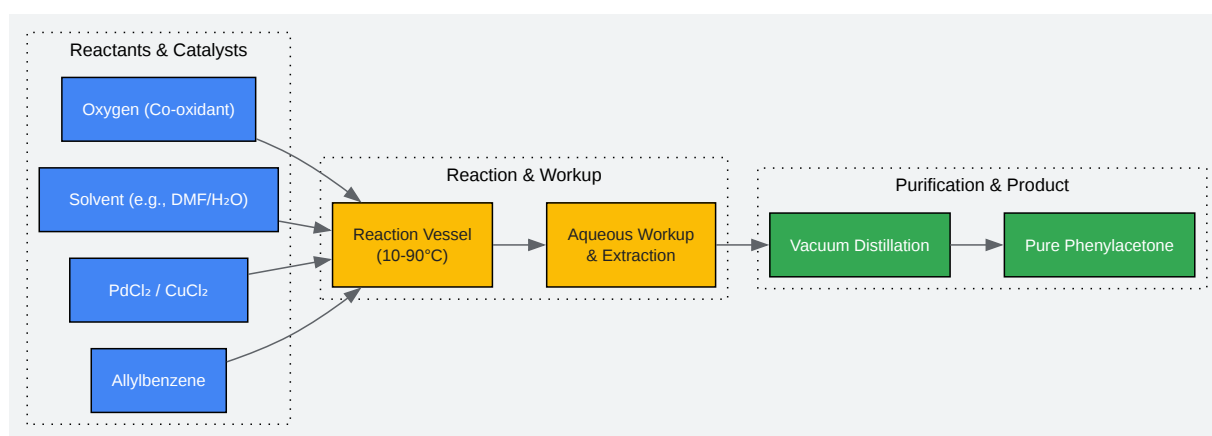 Reactants & Catalysts
Oxygen (Co-oxidant)
Solvent (e.g., DMF/H₂O)
PdCl₂ / CuCl₂
Allylbenzene
Reaction & Workup
Reaction Vessel
(10-90°C)
Aqueous Workup
& Extraction
Purification & Product
Vacuum Distillation
Pure Phenylacetone